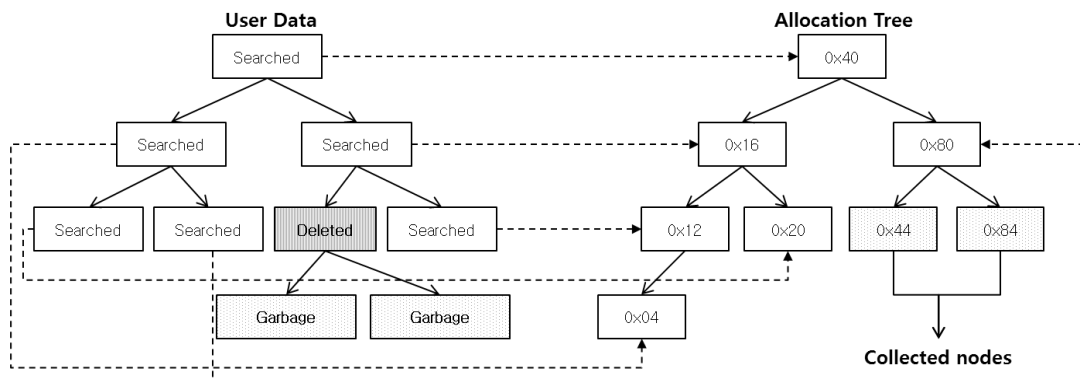 User Data
Allocation Tree
Searched
0x40
Searched
Searched
0x16
0x80
Searched
Searched
Deleted
Searched
0x12
0x20
0x44
0x84
Garbage
Garbage
0x04
Collected nodes